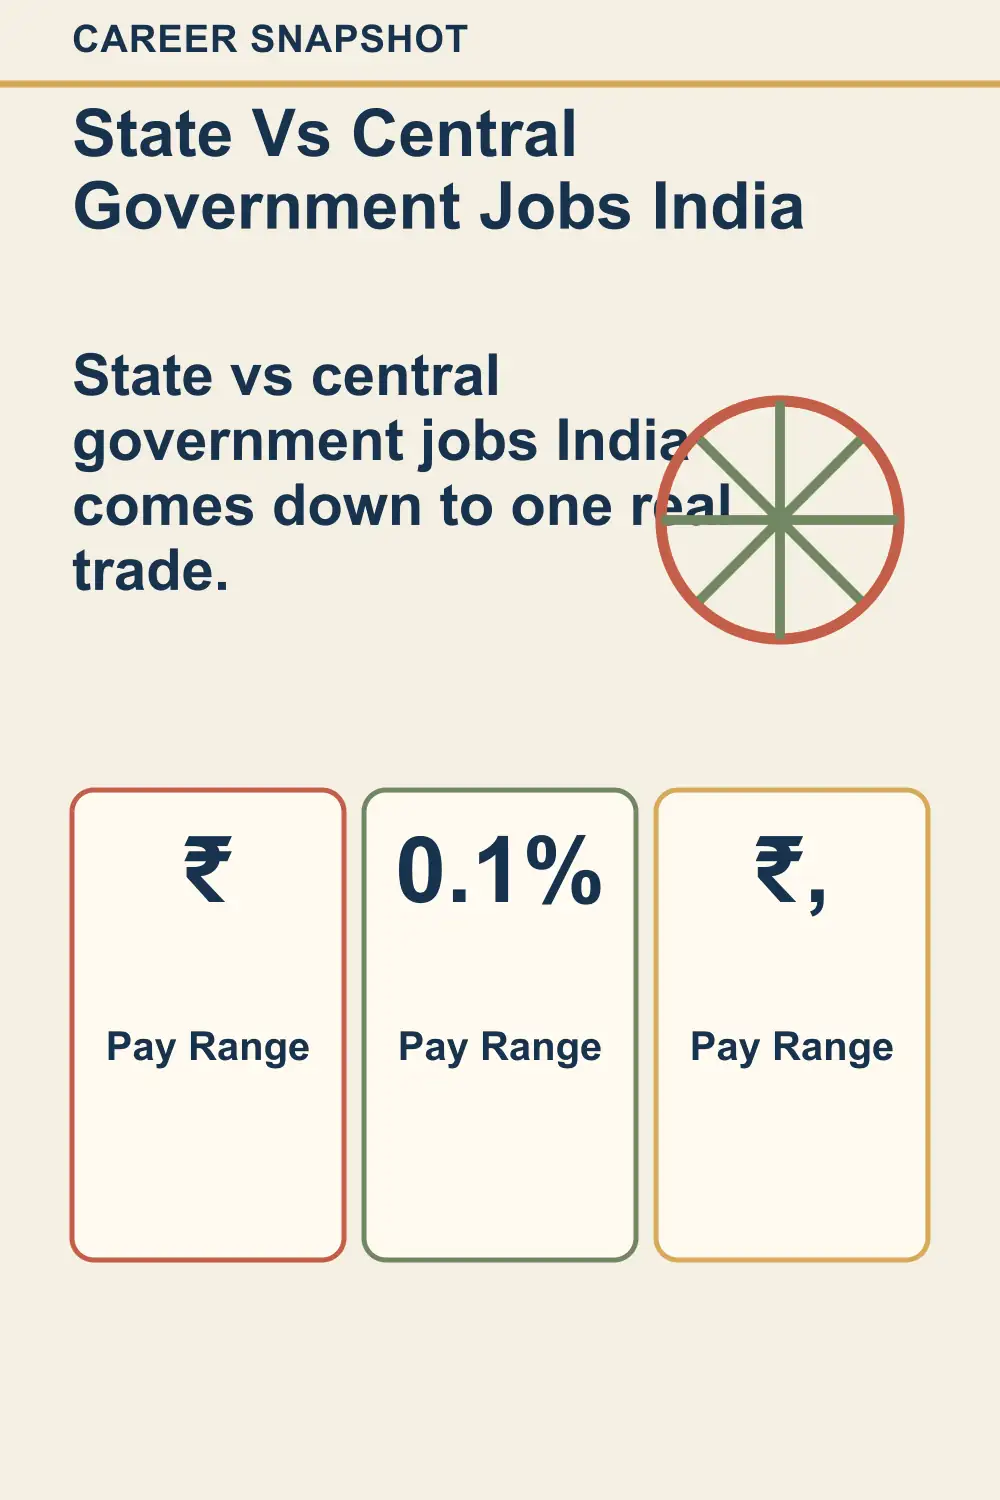 CAREER SNAPSHOT
State Vs Central
Government Jobs India
State vs central
government jobs India
comes down to one real
trade.
₹
0.1%
₹,
Pay Range
Pay Range
Pay Range